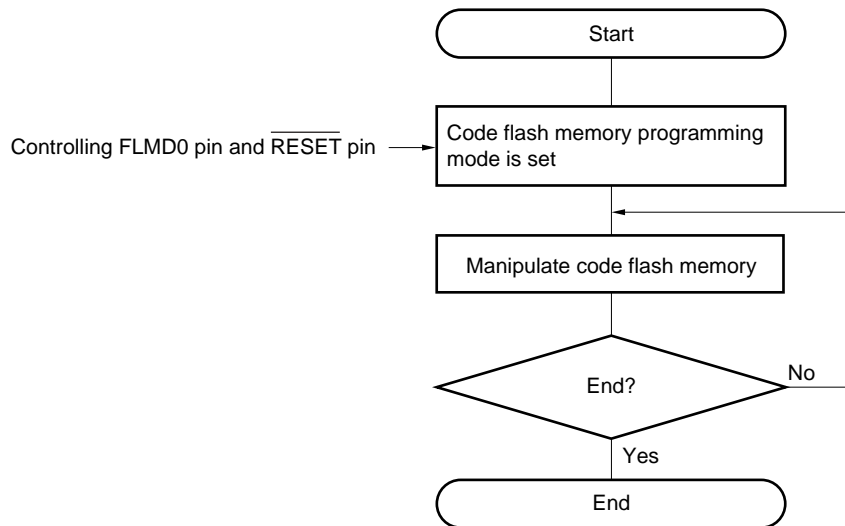 Start
Controlling FLMD0 pin and R̅E̅S̅E̅T̅ pin
Code flash memory programming
mode is set
Manipulate code flash memory
End?
No
Yes
End